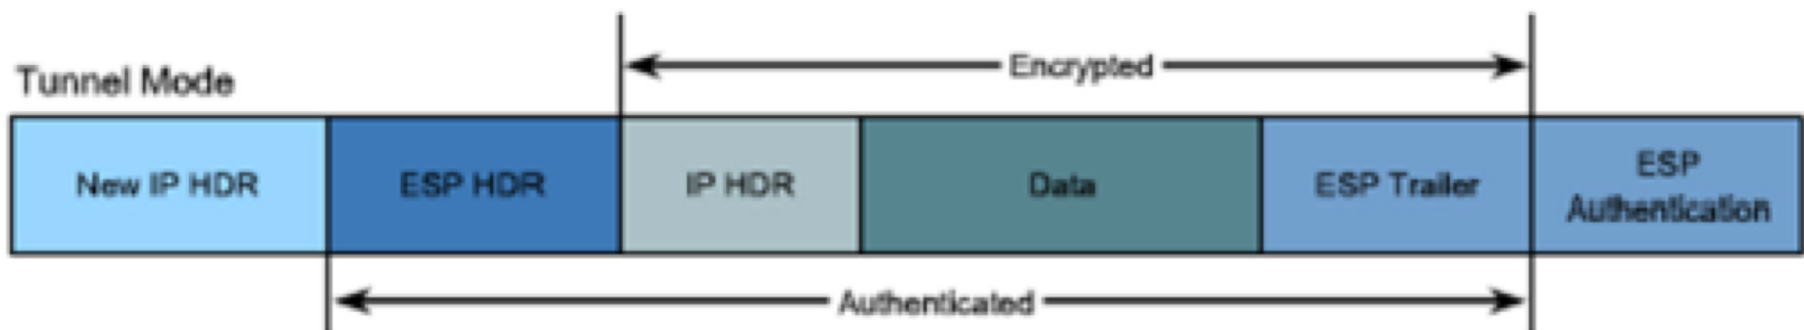 Encrypted
Tunnel Mode
New IP HDR
ESP HDR
IP HDR
Data
ESP Trailer
ESP
Authentication
Authenticated